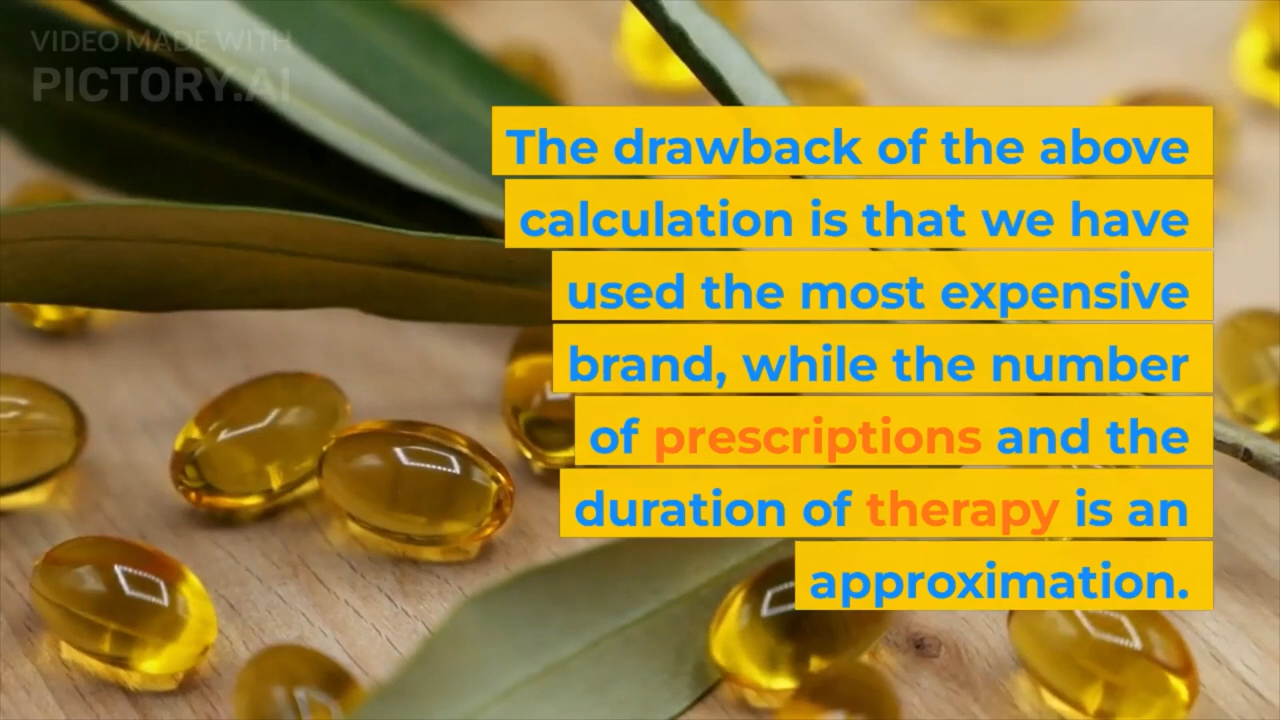 VIDEO MADE WITH
PICTORY.AI
The drawback of the above
calculation is that we have
used the most expensive
brand, while the number
of prescriptions and the
duration of therapy is an
approximation.